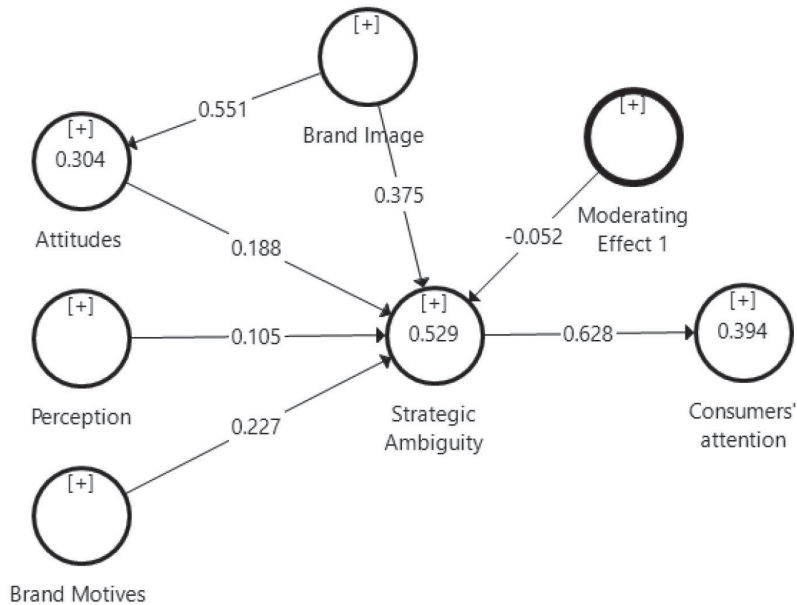 [+]
Brand Image
[+]
Moderating
Effect 1
[+]
0.304
Attitudes
0.551
0.375
-0.052
0.188
[+]
Perception
0.105
[+]
0.529
Strategic
Ambiguity
0.628
[+]
0.394
Consumers'
attention
0.227
[+]
Brand Motives